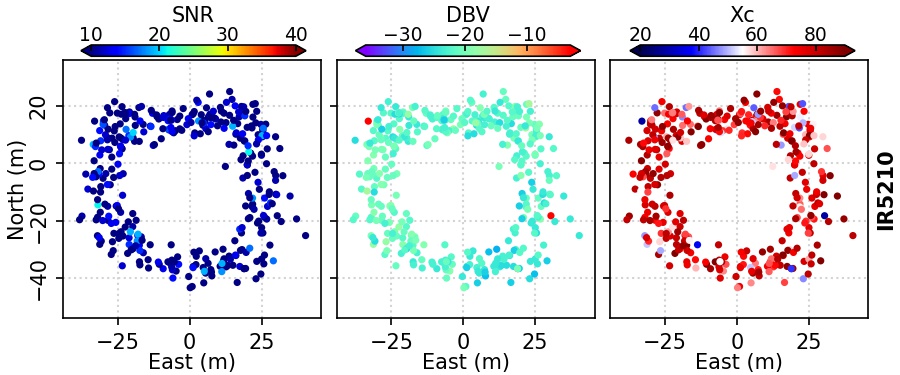 SNR DBV Xc
10 20 30 40 −30 −20 −10 20 40 60 80
20
0
−20
−40
North (m)
−25 0 25 −25 0 25 −25 0 25
East (m) East (m) East (m)
IR5210